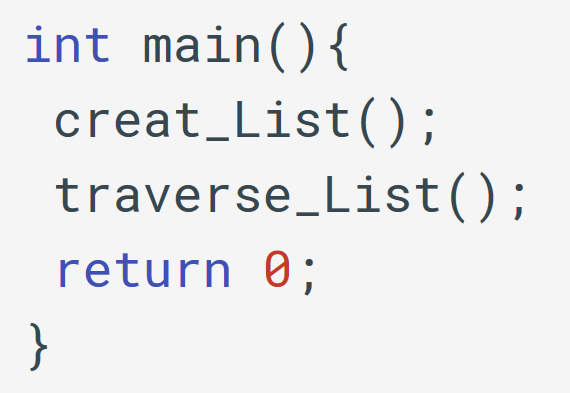 int main(){
creat_List();
traverse_List();
return 0;
}